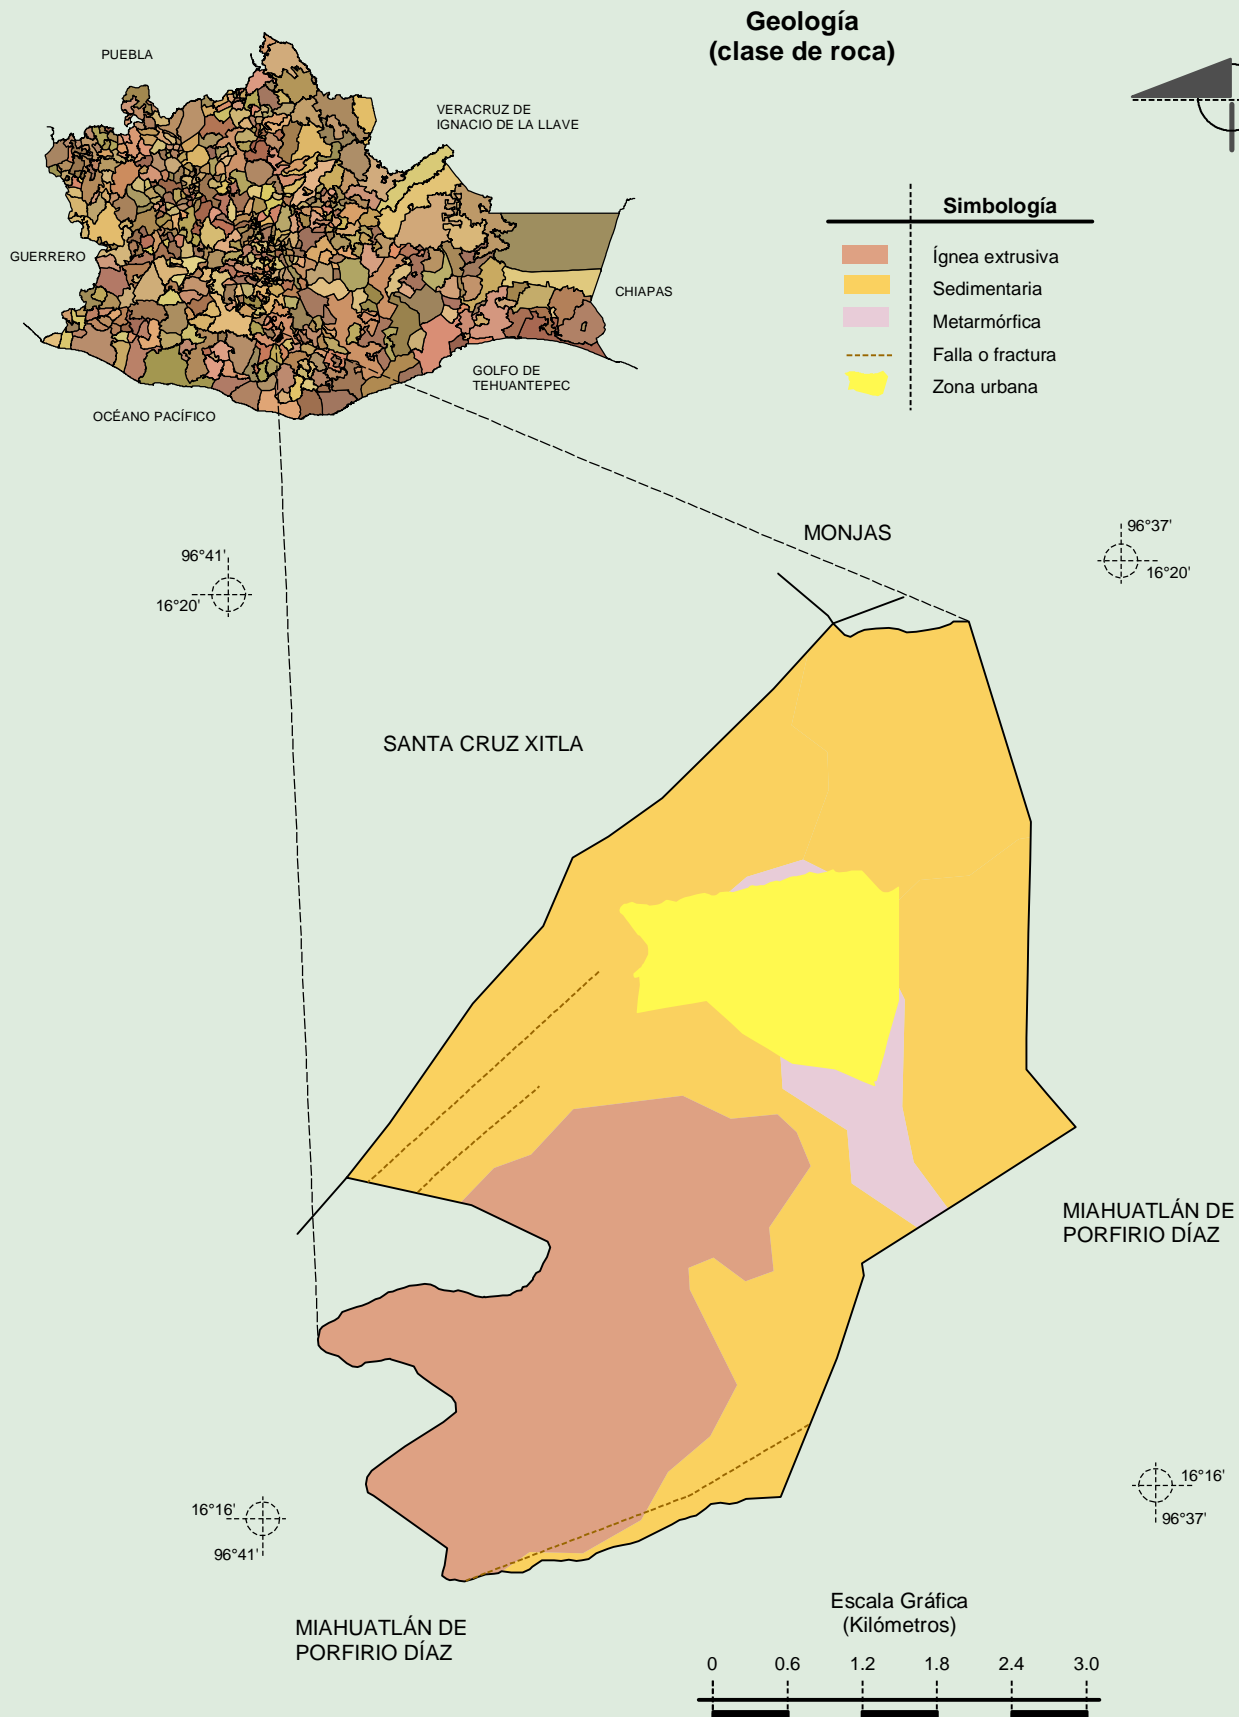 Geología
(clase de roca)
PUEBLA
VERACRUZ DE
IGNACIO DE LA LLAVE
GUERRERO
CHIAPAS
GOLFO DE
TEHUANTEPEC
OCÉANO PACÍFICO
Simbología
Ígnea extrusiva
Sedimentaria
Metarmórfica
Falla o fractura
Zona urbana
MONJAS
96°37'
16°20'
96°41'
16°20'
SANTA CRUZ XITLA
MIAHUATLÁN DE
PORFIRIO DÍAZ
16°16'
96°37'
16°16'
96°41'
MIAHUATLÁN DE
PORFIRIO DÍAZ
Escala Gráfica
(Kilómetros)
0 0.6 1.2 1.8 2.4 3.0